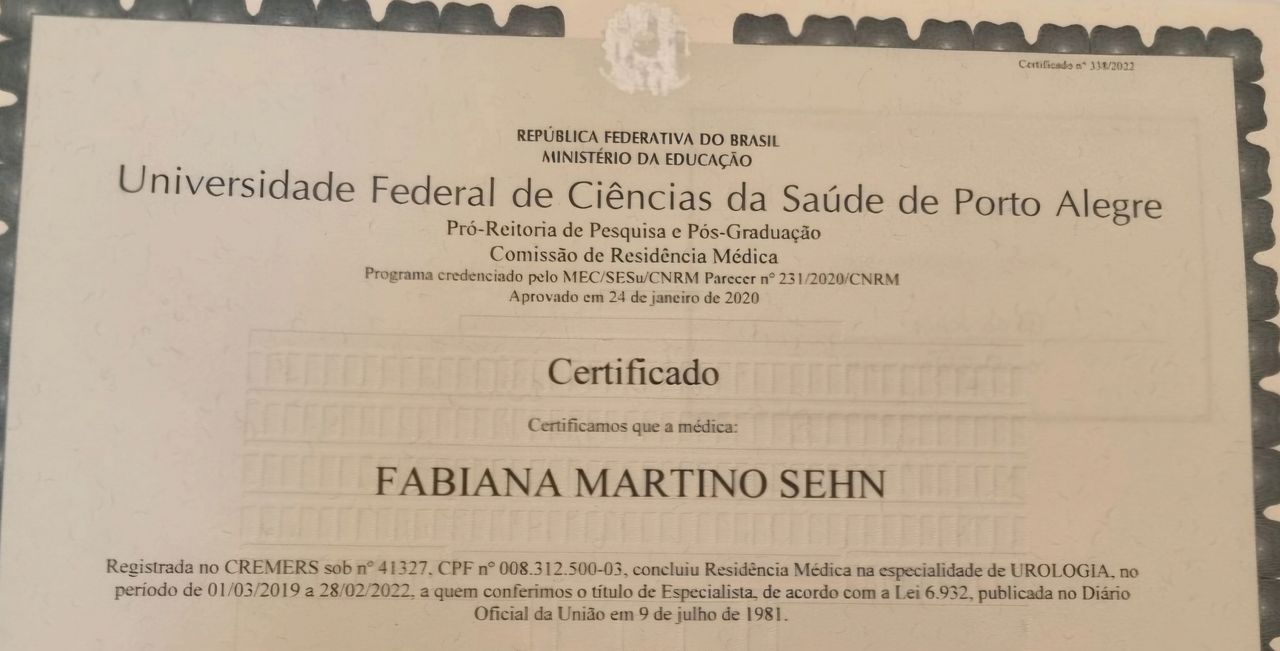 Certificado nº 338/2022
REPÚBLICA FEDERATIVA DO BRASIL
MINISTÉRIO DA EDUCAÇÃO
Universidade Federal de Ciências da Saúde de Porto Alegre
Pró-Reitoria de Pesquisa e Pós-Graduação
Comissão de Residência Médica
Programa credenciado pelo MEC/SESu/CNRM Parecer nº 231/2020/CNRM
Aprovado em 24 de janeiro de 2020
Certificado
Certificamos que a médica:
FABIANA MARTINO SEHN
Registrada no CREMERS sob nº 41327, CPF nº 008.312.500-03, concluiu Residência Médica na especialidade de UROLOGIA, no
período de 01/03/2019 a 28/02/2022, a quem conferimos o título de Especialista, de acordo com a Lei 6.932, publicada no Diário
Oficial da União em 9 de julho de 1981.